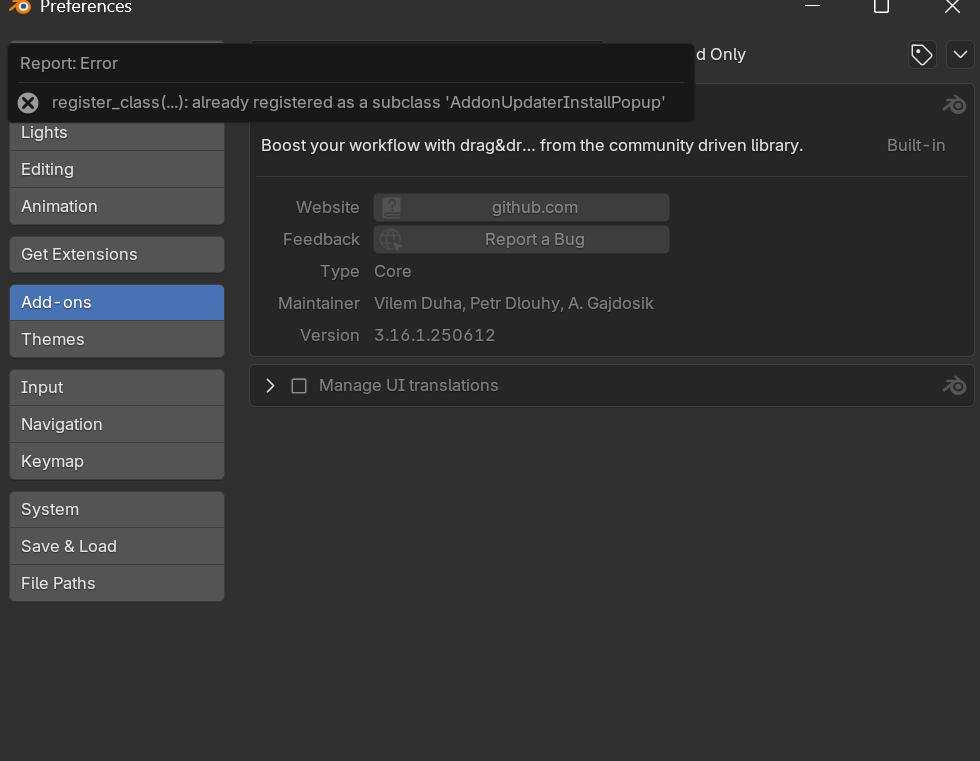 Preferences
Report: Error
register_class(...): already registered as a subclass 'AddonUpdaterInstallPopup'
d Only
Lights
Editing
Animation
Get Extensions
Add-ons
Themes
Input
Navigation
Keymap
System
Save & Load
File Paths
Boost your workflow with drag&dr... from the community driven library.
Built-in
Website
github.com
Feedback
Report a Bug
Type
Core
Maintainer
Vilem Duha, Petr Dlouhy, A. Gajdosik
Version
3.16.1.250612
Manage UI translations